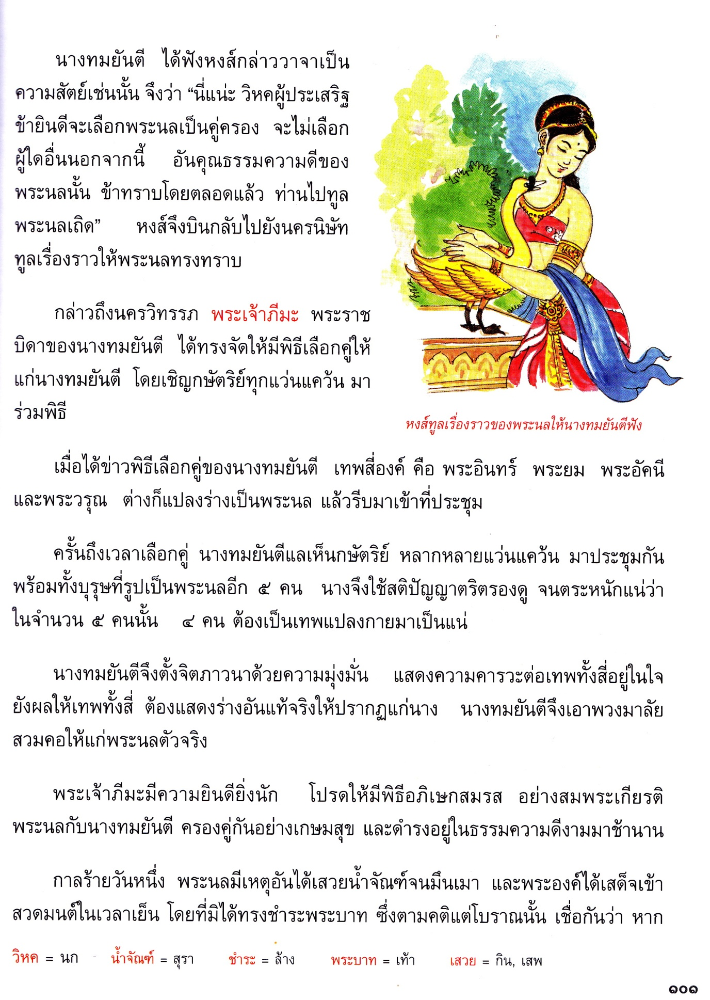 นางทมยันตี ได้ฟังหงส์กล่าววาจาเป็น
ความสัตย์เช่นนั้น จึงว่า “นี่แน่ะ วิหคผู้ประเสริฐ
ข้ายินดีจะเลือกพระนลเป็นคู่ครอง จะไม่เลือก
ผู้ใดอื่นนอกจากนี้ อันคุณธรรมความดีของ
พระนลนั้น ข้าทราบโดยตลอดแล้ว ท่านไปทูล
พระนลเถิด” หงส์จึงบินกลับไปยังนครนิษัท
ทูลเรื่องราวให้พระนลทรงทราบ
กล่าวถึงนครวิทรรภ พระเจ้าภีมะ พระราช
บิดาของนางทมยันตี ได้ทรงจัดให้มีพิธีเลือกคู่ให้
แก่นางทมยันตี โดยเชิญกษัตริย์ทุกแว่นแคว้น มา
ร่วมพิธี
หงส์ทูลเรื่องราวของพระนลให้นางทมยันตีฟัง
เมื่อได้ข่าวพิธีเลือกคู่ของนางทมยันตี เทพสี่องค์ คือ พระอินทร์ พระยม พระอัคนี
และพระวรุณ ต่างก็แปลงร่างเป็นพระนล แล้วรีบมาเข้าที่ประชุม
ครั้นถึงเวลาเลือกคู่ นางทมยันตีแลเห็นกษัตริย์ หลากหลายแว่นแคว้น มาประชุมกัน
พร้อมทั้งบุรุษที่รูปเป็นพระนลอีก ๕ คน นางจึงใช้สติปัญญาตริตรองดู จนตระหนักแน่ว่า
ในจำนวน ๕ คนนั้น ๔ คน ต้องเป็นเทพแปลงกายมาเป็นแน่
นางทมยันตีจึงตั้งจิตภาวนาด้วยความมุ่งมั่น แสดงความคารวะต่อเทพทั้งสี่อยู่ในใจ
ยังผลให้เทพทั้งสี่ ต้องแสดงร่างอันแท้จริงให้ปรากฏแก่นาง นางทมยันตีจึงเอาพวงมาลัย
สวมคอให้แก่พระนลตัวจริง
พระเจ้าภีมะมีความยินดียิ่งนัก โปรดให้มีพิธีอภิเษกสมรส อย่างสมพระเกียรติ
พระนลกับนางทมยันตี ครองคู่กันอย่างเกษมสุข และดำรงอยู่ในธรรมความดีงามมาช้านาน
กาลร้ายวันหนึ่ง พระนลมีเหตุอันได้เสวยน้ำจัณฑ์จนมึนเมา และพระองค์ได้เสด็จเข้า
สวดมนต์ในเวลาเย็น โดยที่มิได้ทรงชำระพระบาท ซึ่งตามคติแต่โบราณนั้น เชื่อกันว่า หาก
วิหค = นก น้ำจัณฑ์ = สุรา ชำระ = ล้าง พระบาท = เท้า เสวย = กิน, เสพ
๑๐๑